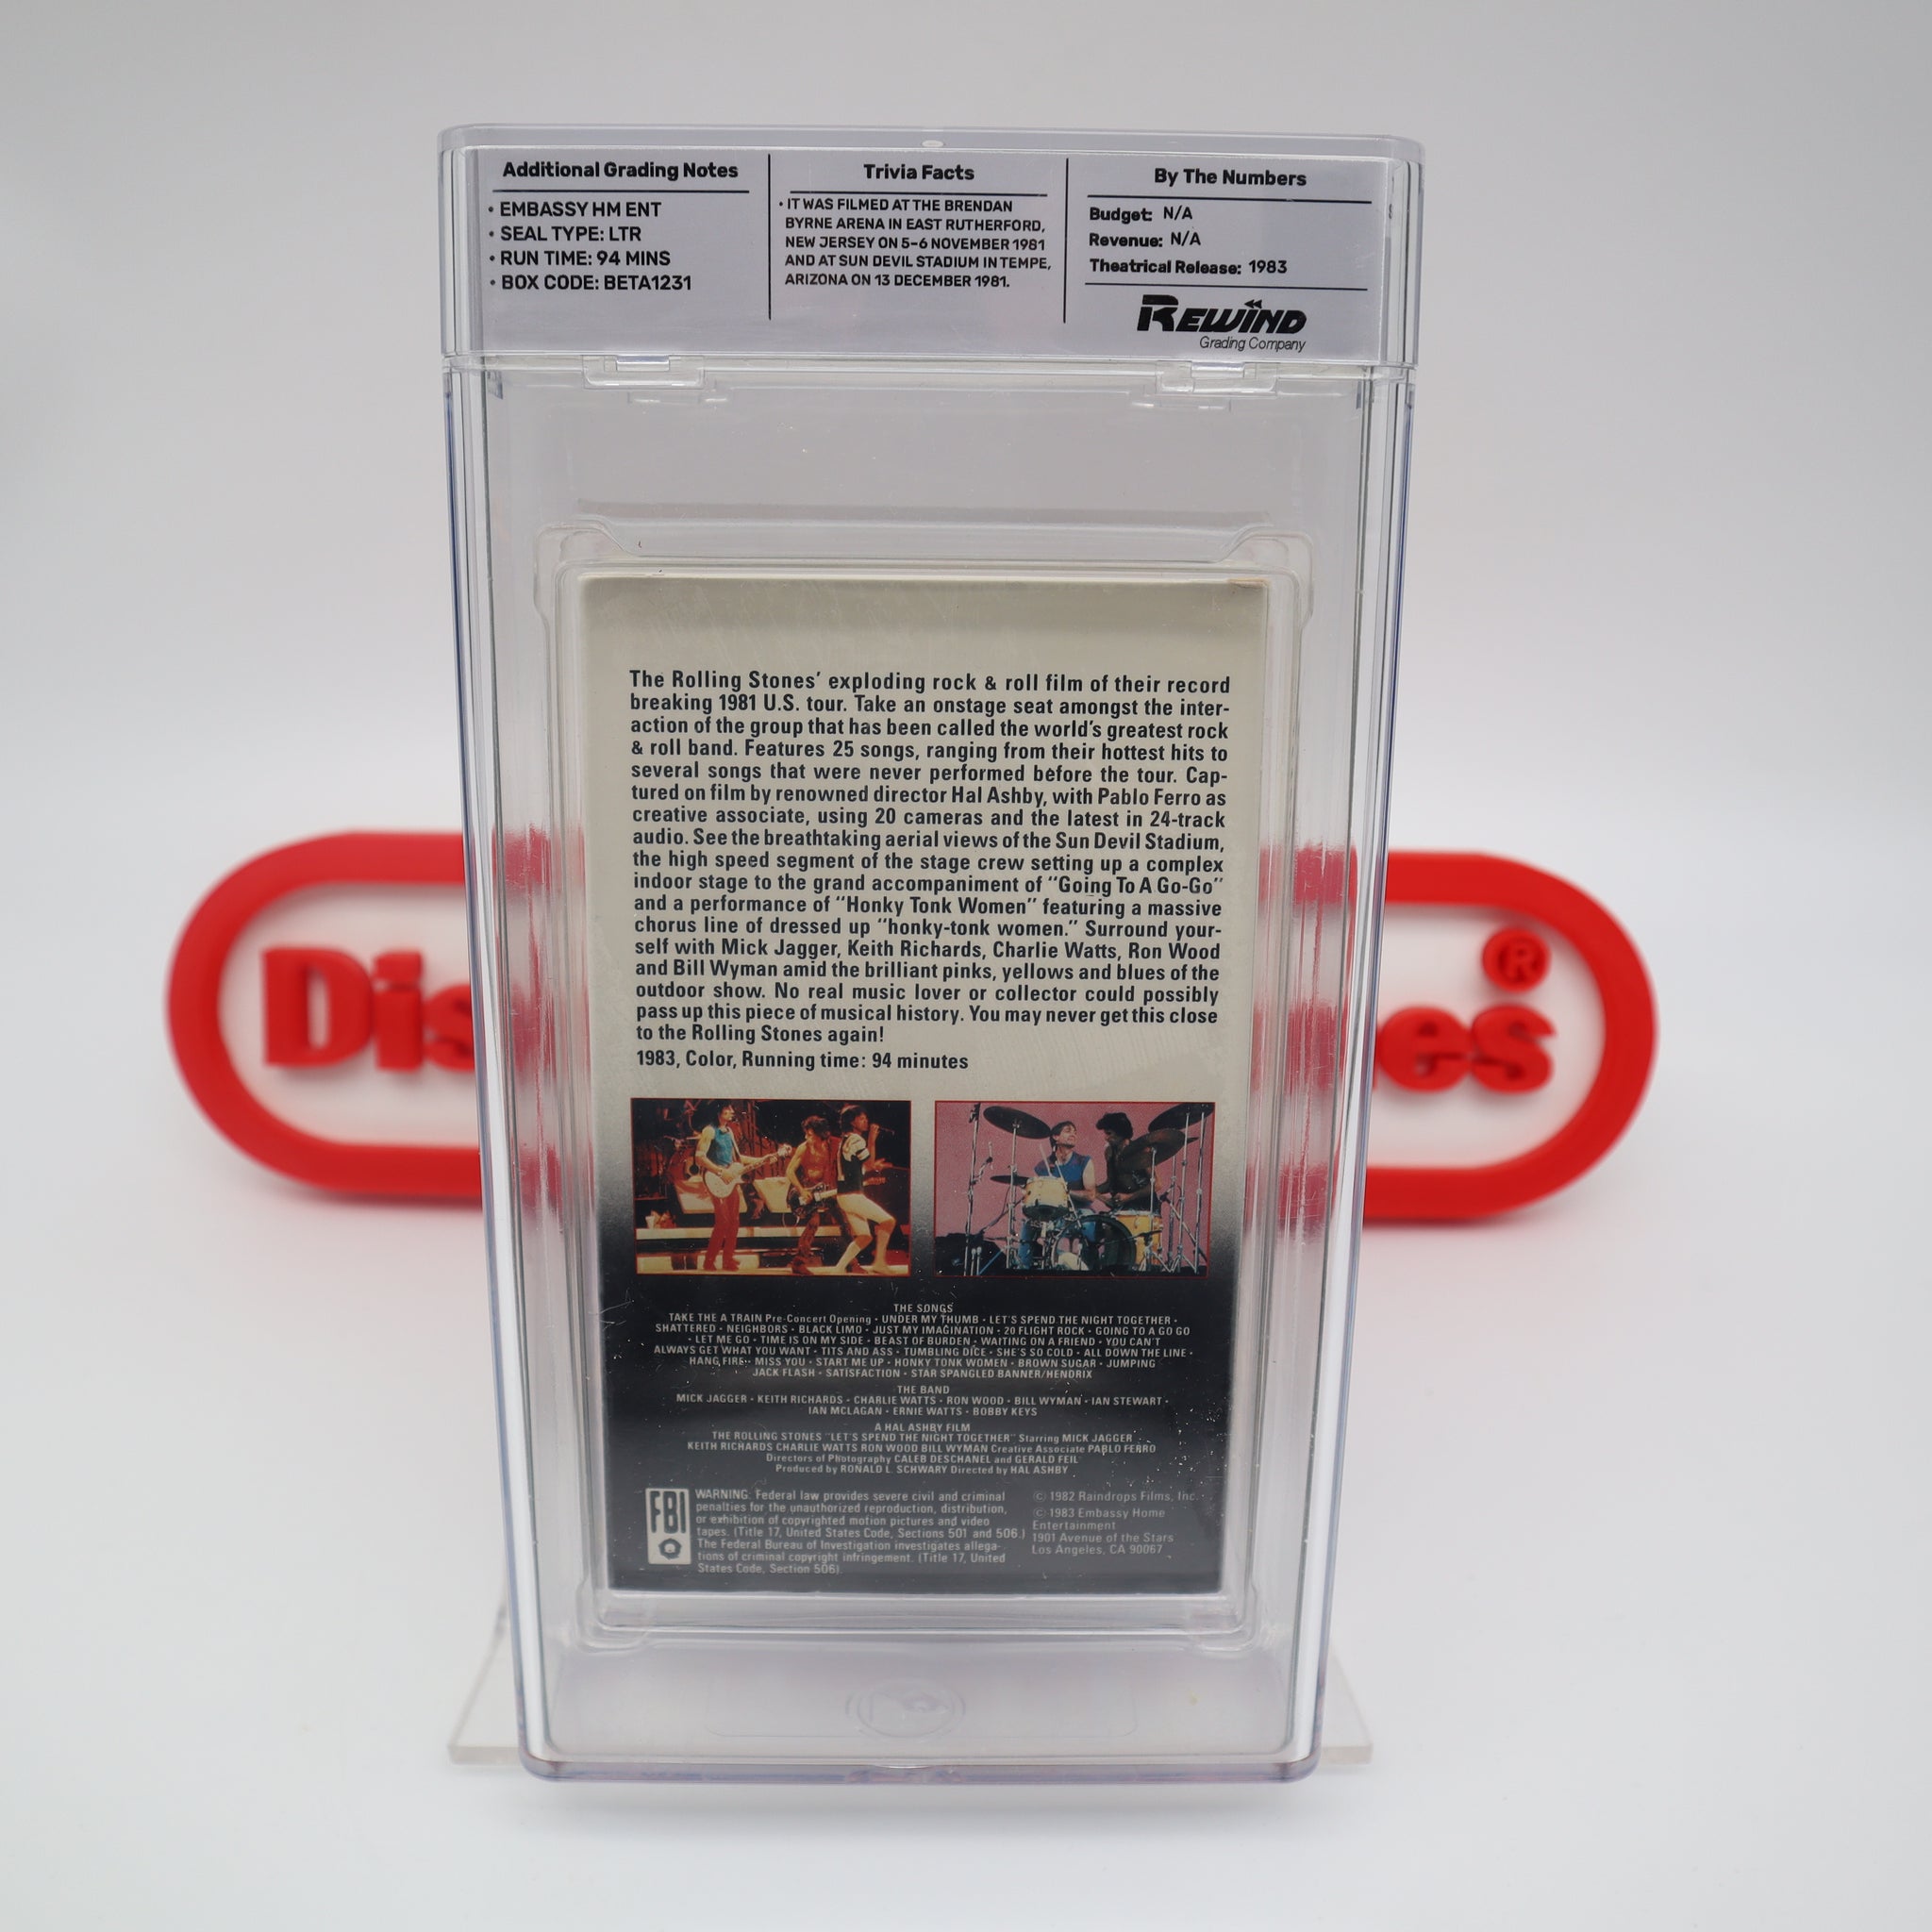 Additional Grading Notes
• EMBASSY HM ENT
• SEAL TYPE: LTR
• RUN TIME: 94 MINS
• BOX CODE: BETA1231
Trivia Facts
• IT WAS FILMED AT THE BRENDAN
BYRNE ARENA IN EAST RUTHERFORD,
NEW JERSEY ON 5-6 NOVEMBER 1981
AND AT SUN DEVIL STADIUM IN TEMPE,
ARIZONA ON 13 DECEMBER 1981.
By The Numbers
Budget: N/A
Revenue: N/A
Theatrical Release: 1983
REWIND
Grading Company
The Rolling Stones' exploding rock & roll film of their record
breaking 1981 U.S. tour. Take an onstage seat amongst the inter-
action of the group that has been called the world's greatest rock
& roll band. Features 25 songs, ranging from their hottest hits to
several songs that were never performed before the tour. Cap-
tured on film by renowned director Hal Ashby, with Pablo Ferro as
creative associate, using 20 cameras and the latest in 24-track
audio. See the breathtaking aerial views of the Sun Devil Stadium,
the high speed segment of the stage crew setting up a complex
indoor stage to the grand accompaniment of "Going To A Go-Go"
and a performance of "Honky Tonk Women" featuring a massive
chorus line of dressed up "honky-tonk women." Surround your-
self with Mick Jagger, Keith Richards, Charlie Watts, Ron Wood
and Bill Wyman amid the brilliant pinks, yellows and blues of the
outdoor show. No real music lover or collector could possibly
pass up this piece of musical history. You may never get this close
to the Rolling Stones again!
1983, Color, Running time: 94 minutes
Dis
es ®
THE SONGS
TAKE THE A TRAIN Pre-Concert Opening • UNDER MY THUMB • LET'S SPEND THE NIGHT TOGETHER •
SHATTERED • NEIGHBORS • BLACK LIMO • JUST MY IMAGINATION • 20 FLIGHT ROCK • GOING TO A GO GO
• LET ME GO • TIME IS ON MY SIDE • BEAST OF BURDEN • WAITING ON A FRIEND • YOU CAN'T
ALWAYS GET WHAT YOU WANT • TITS AND ASS • TUMBLING DICE • SHE'S SO COLD • ALL DOWN THE LINE •
HANG FIRE • MISS YOU • START ME UP • HONKY TONK WOMEN • BROWN SUGAR • JUMPING
JACK FLASH • SATISFACTION • STAR SPANGLED BANNER/HENDRIX
THE BAND
MICK JAGGER • KEITH RICHARDS • CHARLIE WATTS • RON WOOD • BILL WYMAN • IAN STEWART •
IAN MCLAGAN • ERNIE WATTS • BOBBY KEYS
A HAL ASHBY FILM
THE ROLLING STONES "LET'S SPEND THE NIGHT TOGETHER" Starring MICK JAGGER
KEITH RICHARDS CHARLIE WATTS RON WOOD BILL WYMAN Creative Associate PABLO FERRO
Directors of Photography CALEB DESCHANEL and GERALD FEIL
Produced by RONALD L. SCHWARY Directed by HAL ASHBY
FBI
WARNING. Federal law provides severe civil and criminal
penalties for the unauthorized reproduction, distribution,
or exhibition of copyrighted motion pictures and video
tapes. (Title 17, United States Code, Sections 501 and 506.)
The Federal Bureau of Investigation investigates allega-
tions of criminal copyright infringement. (Title 17, United
States Code, Section 506).
© 1982 Raindrops Films, Inc.
© 1983 Embassy Home
Entertainment
1901 Avenue of the Stars
Los Angeles, CA 90067